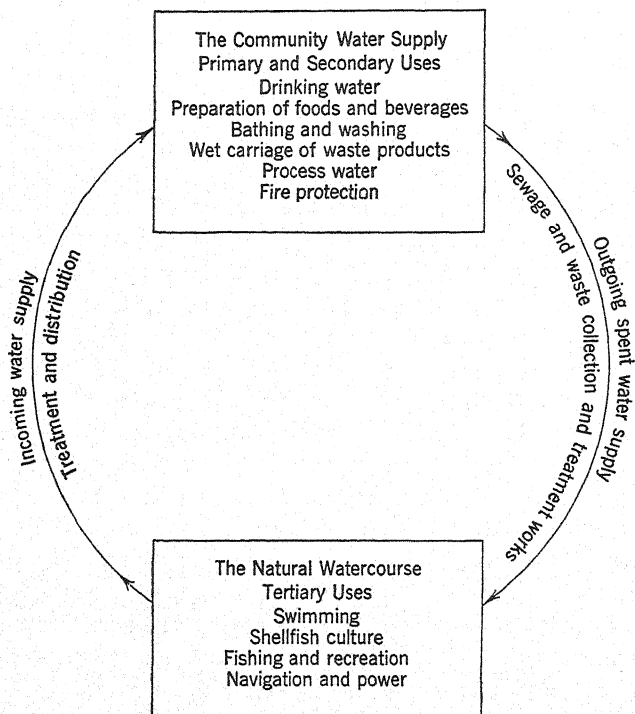 The Community Water Supply
Primary and Secondary Uses
Drinking water
Preparation of foods and beverages
Bathing and washing
Wet carriage of waste products
Process water
Fire protection
Incoming water supply
Treatment and distribution
Outgoing spent water supply
Sewage and waste collection and treatment works
The Natural Watercourse
Tertiary Uses
Swimming
Shellfish culture
Fishing and recreation
Navigation and power